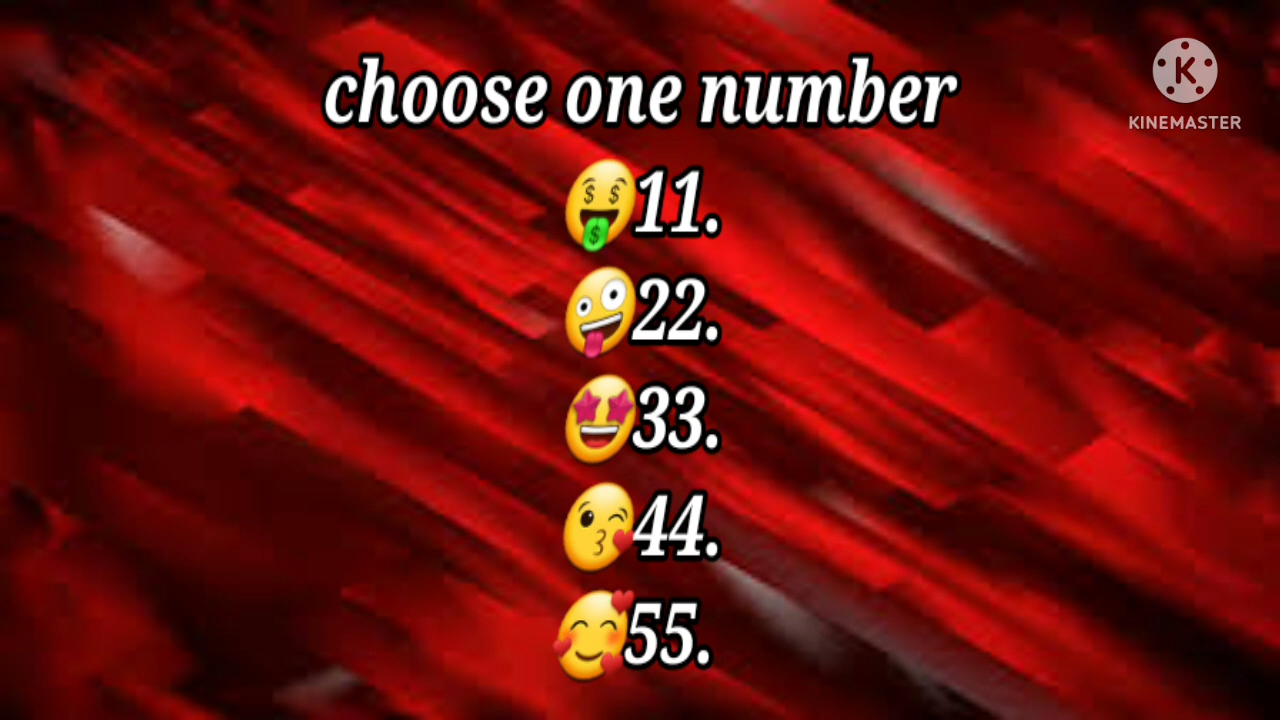 choose one number
KINEMASTER
🤑11.
🤪22.
🤩33.
😘44.
🥰55.